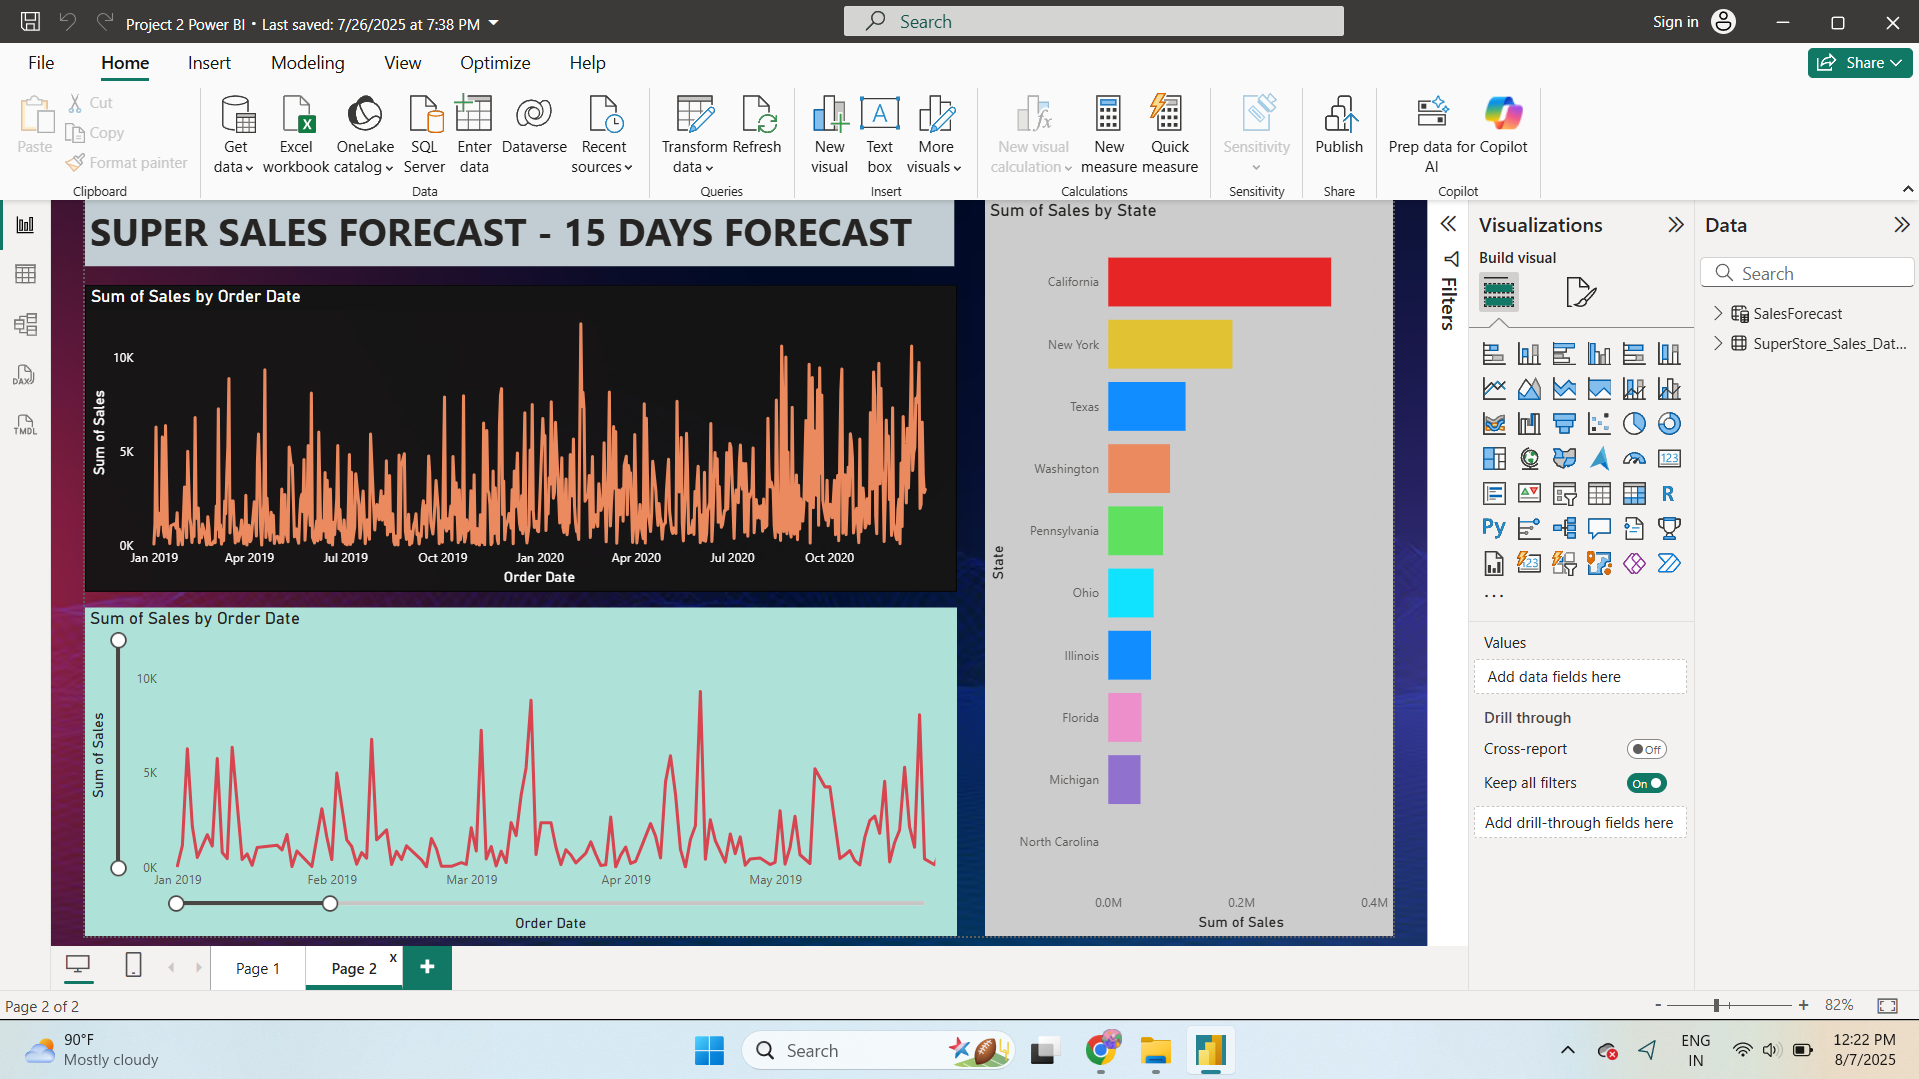 Project 2 Power BI • Last saved: 7/26/2025 at 7:38 PM
Search
Sign in
File
Home
Insert
Modeling
View
Optimize
Help
Share
Paste
Cut
Copy
Format painter
Clipboard
Get data
Excel workbook
OneLake catalog
SQL Server
Enter data
Dataverse
Recent sources
Data
Transform data
Refresh
Queries
New visual
Text box
More visuals
Insert
New visual calculation
New measure
Quick measure
Calculations
Sensitivity
Sensitivity
Publish
Share
Prep data for AI
Copilot
Copilot
DAX
TMDL
SUPER SALES FORECAST - 15 DAYS FORECAST
Sum of Sales by Order Date
Sum of Sales
10K
5K
0K
Jan 2019
Apr 2019
Jul 2019
Oct 2019
Jan 2020
Apr 2020
Jul 2020
Oct 2020
Order Date
Sum of Sales by Order Date
Sum of Sales
10K
5K
0K
Jan 2019
Feb 2019
Mar 2019
Apr 2019
May 2019
Order Date
Sum of Sales by State
State
California
New York
Texas
Washington
Pennsylvania
Ohio
Illinois
Florida
Michigan
North Carolina
0.0M
0.2M
0.4M
Sum of Sales
Filters
Visualizations
Build visual
123
R
Py
123
...
Values
Add data fields here
Drill through
Cross-report
Off
Keep all filters
On
Add drill-through fields here
Data
Search
SalesForecast
SuperStore_Sales_Dat...
Page 1
Page 2
x
+
Page 2 of 2
-
+
82%
90°F
Mostly cloudy
Search
ENG
IN
12:22 PM
8/7/2025